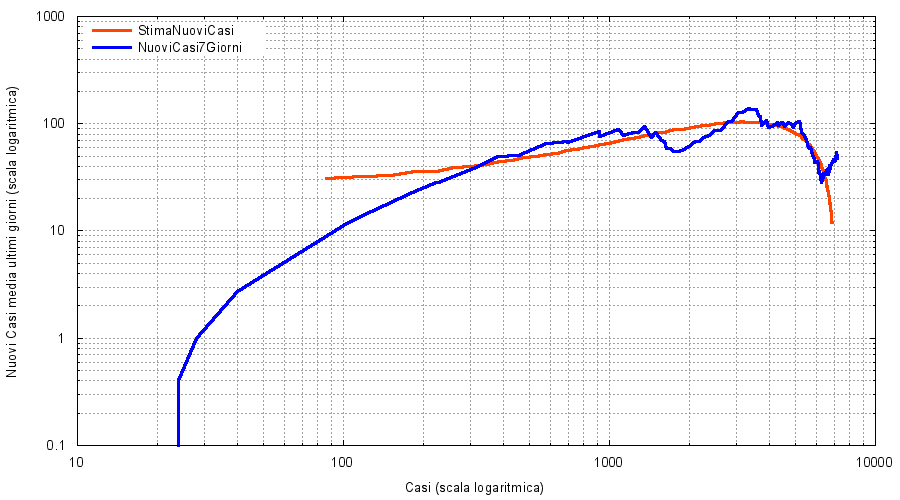 1000
StimaNuoviCasi
NuoviCasi7Giorni
100
10
1
0.1
Nuovi Casi media ultimi giorni (scala logaritmica)
10
100
1000
10000
Casi (scala logaritmica)